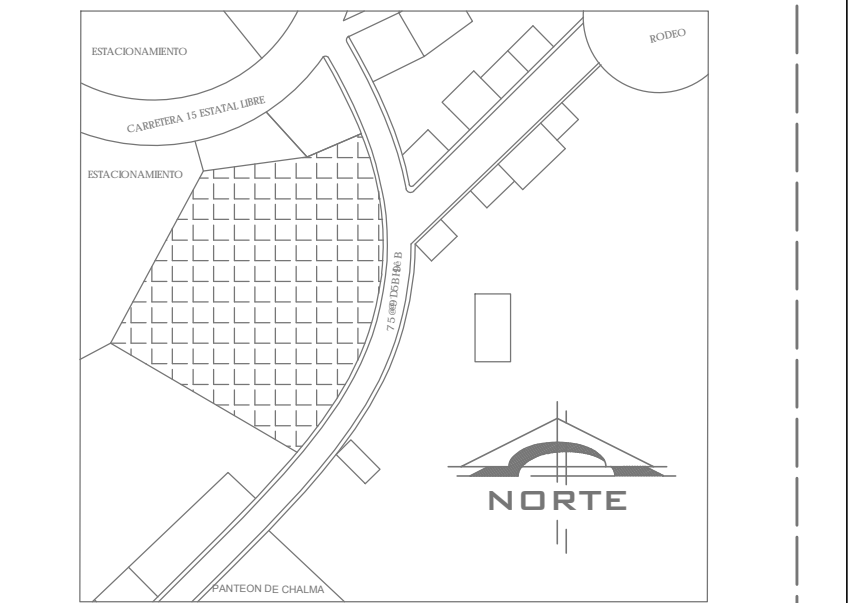 ESTACIONAMIENTO
RODEO
CARRETERA 15 ESTATAL LIBRE
ESTACIONAMIENTO
NORTE
PANTEON DE CHALMA